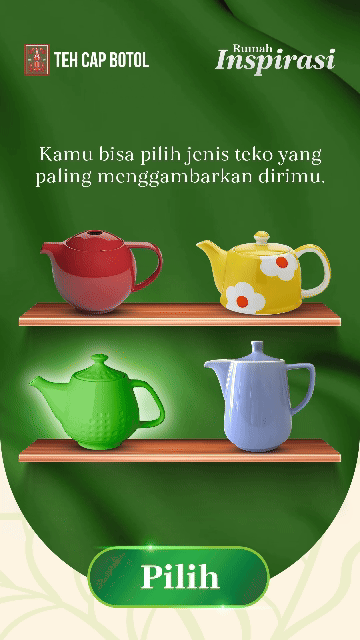 TEH CAP BOTOL
Rumah
Inspirasi
Kamu bisa pilih jenis teko yang
paling menggambarkan dirimu.
Pilih